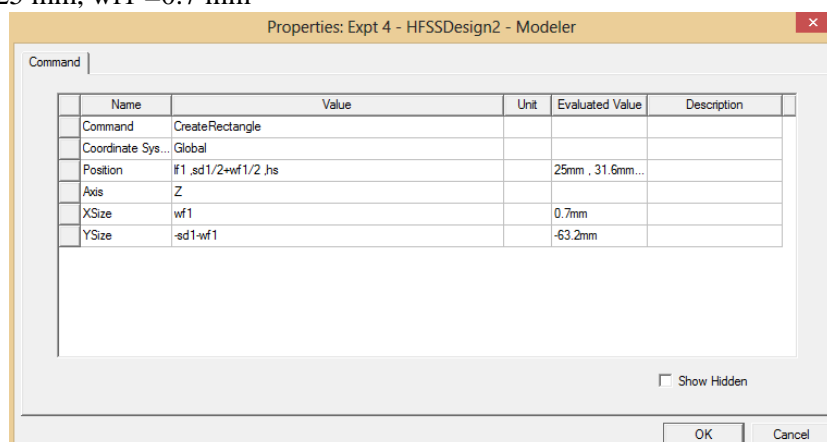 25 mm, wf1 =0.7 mm
Properties: Expt 4 - HFSSDesign2 - Modeler
Command
Name Value Unit Evaluated Value Description
Command CreateRectangle
Coordinate Sys... Global
Position lf1 ,sd1/2+wf1/2 ,hs 25mm , 31.6mm...
Axis Z
XSize wf1 0.7mm
YSize -sd1-wf1 -63.2mm
Show Hidden
OK Cancel